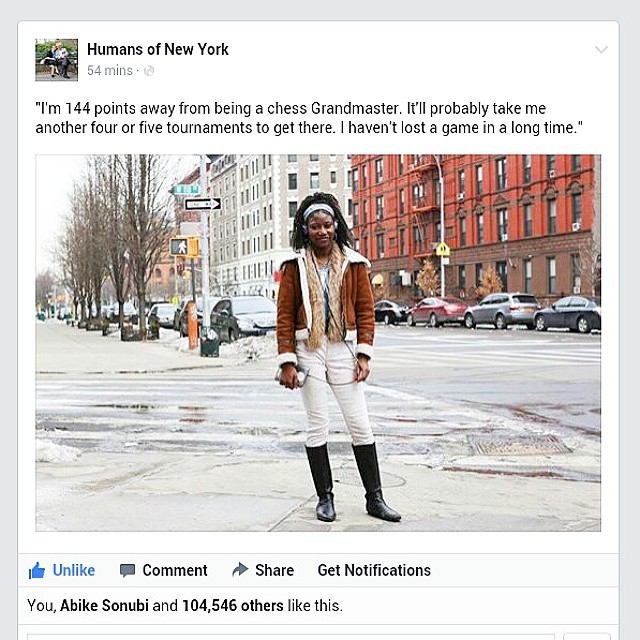 Humans of New York
54 mins ·
"I'm 144 points away from being a chess Grandmaster. It'll probably take me
another four or five tournaments to get there. I haven't lost a game in a long time."
ONE WAY
Unlike
Comment
Share
Get Notifications
You, Abike Sonubi and 104,546 others like this.